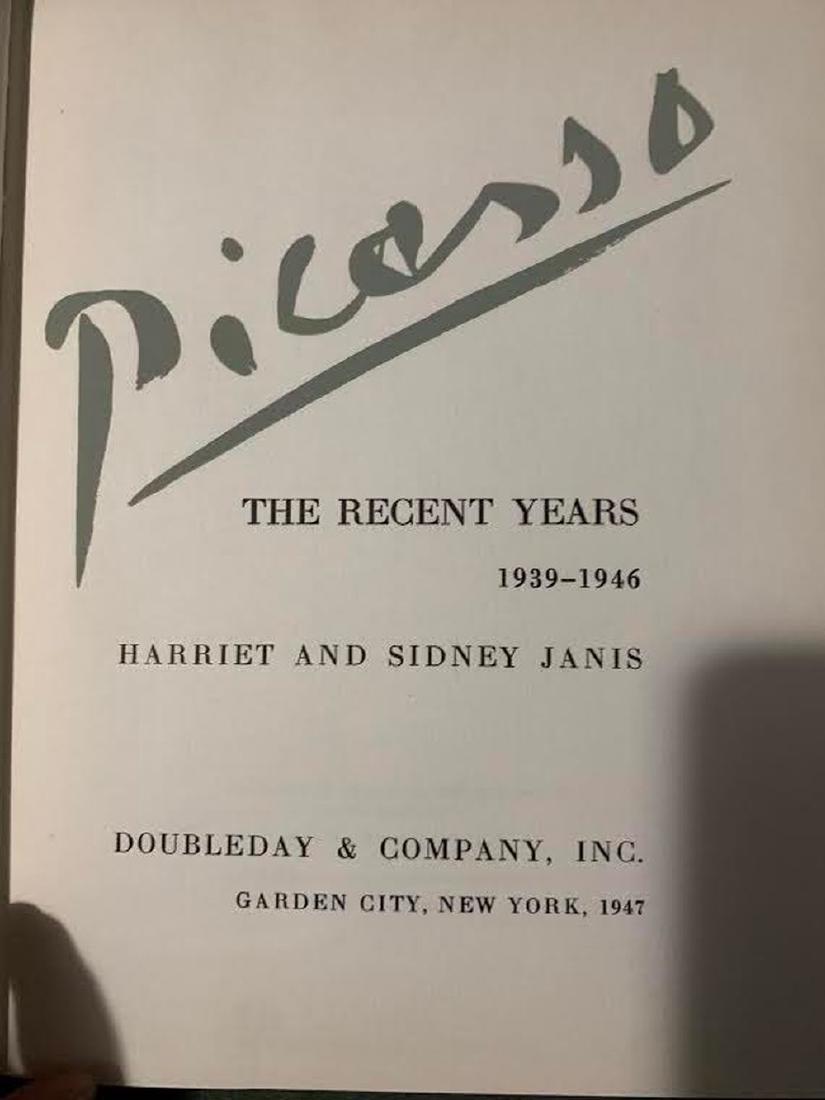 Picasso
THE RECENT YEARS
1939–1946
HARRIET AND SIDNEY JANIS
DOUBLEDAY & COMPANY, INC.
GARDEN CITY, NEW YORK, 1947